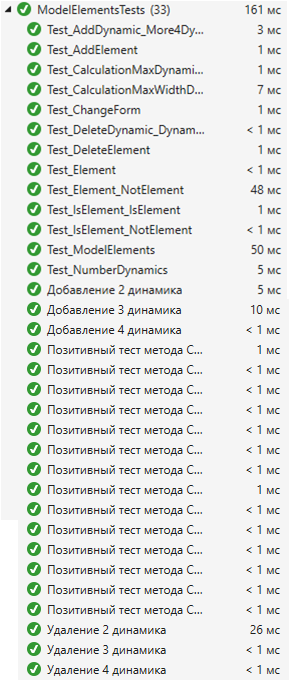 ModelElementsTests (33) 161 мс
Test_AddDynamic_More4Dy... 3 мс
Test_AddElement 1 мс
Test_CalculationMaxDynami... 1 мс
Test_CalculationMaxWidthD... 7 мс
Test_ChangeForm 1 мс
Test_DeleteDynamic_Dynam... < 1 мс
Test_DeleteElement 1 мс
Test_Element < 1 мс
Test_Element_NotElement 48 мс
Test_IsElement_IsElement 1 мс
Test_IsElement_NotElement < 1 мс
Test_ModelElements 50 мс
Test_NumberDynamics 5 мс
Добавление 2 динамика 5 мс
Добавление 3 динамика 10 мс
Добавление 4 динамика < 1 мс
Позитивный тест метода C... 1 мс
Позитивный тест метода C... < 1 мс
Позитивный тест метода C... < 1 мс
Позитивный тест метода C... < 1 мс
Позитивный тест метода C... < 1 мс
Позитивный тест метода C... < 1 мс
Позитивный тест метода C... < 1 мс
Позитивный тест метода C... 1 мс
Позитивный тест метода C... < 1 мс
Позитивный тест метода C... < 1 мс
Позитивный тест метода C... < 1 мс
Позитивный тест метода C... < 1 мс
Позитивный тест метода C... < 1 мс
Позитивный тест метода C... < 1 мс
Удаление 2 динамика 26 мс
Удаление 3 динамика < 1 мс
Удаление 4 динамика < 1 мс